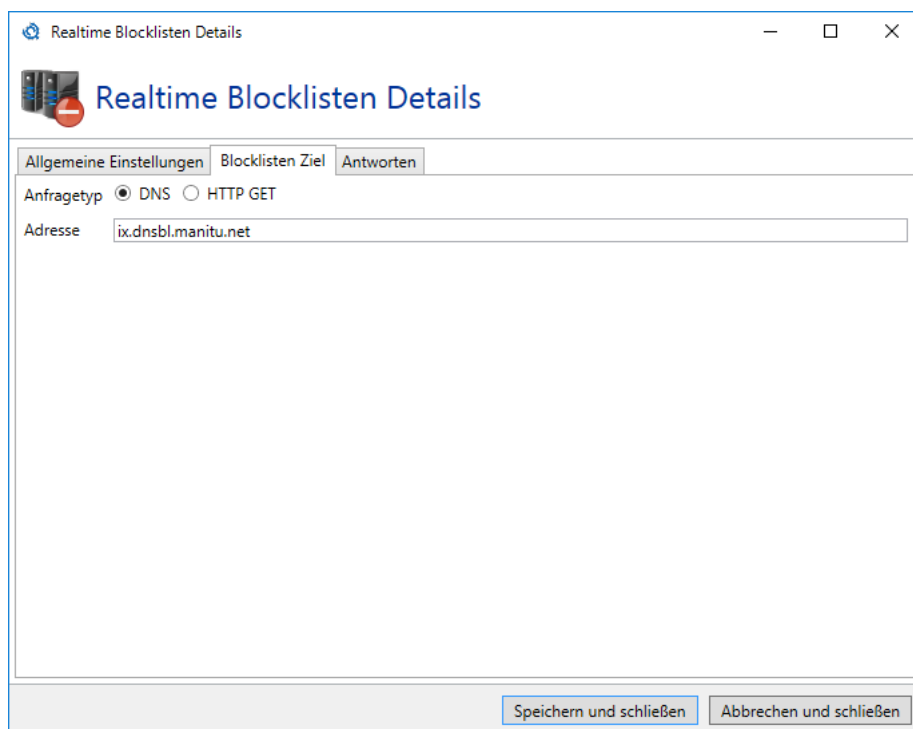 Realtime Blocklisten Details
Realtime Blocklisten Details
Allgemeine Einstellungen Blocklisten Ziel Antworten
Anfragetyp DNS HTTP GET
Adresse ix.dnsbl.manitu.net
Speichern und schließen Abbrechen und schließen